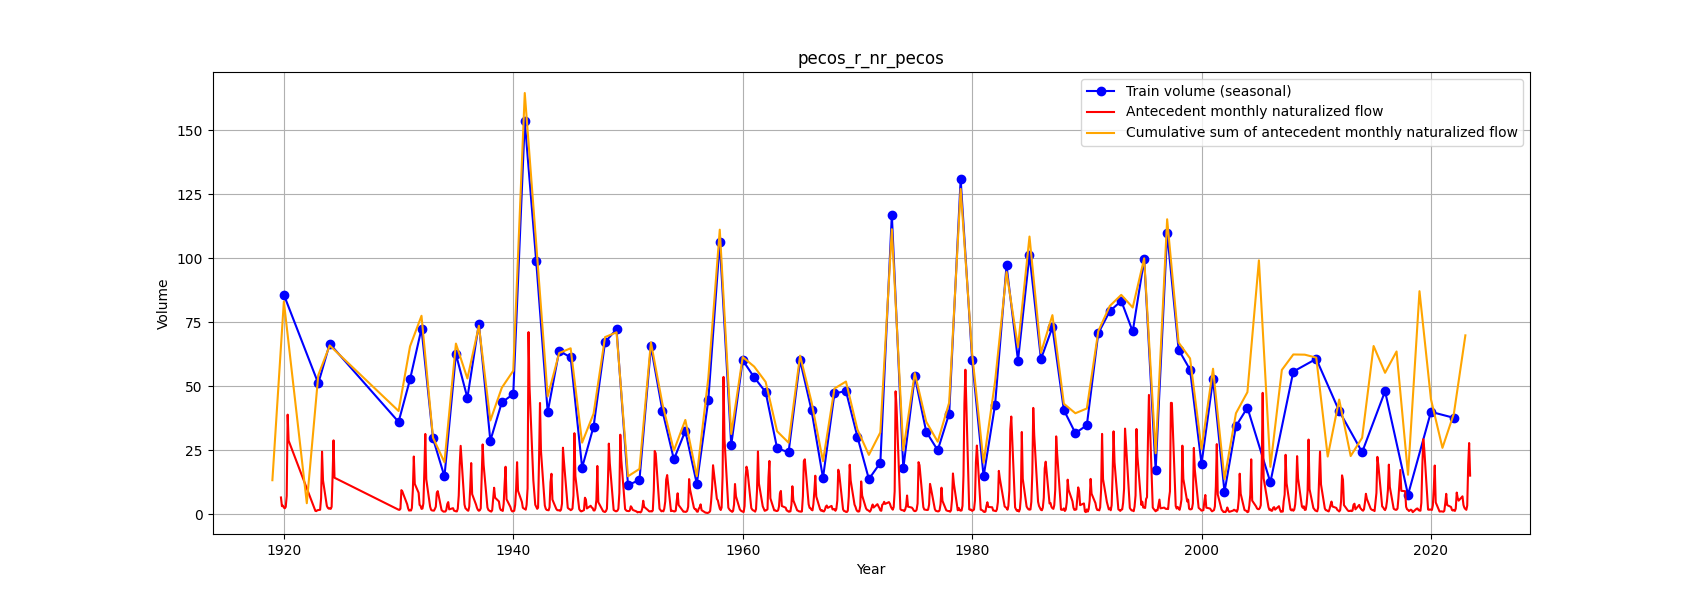 pecos_r_nr_pecos
Train volume (seasonal)
Antecedent monthly naturalized flow
Cumulative sum of antecedent monthly naturalized flow
Volume
150
125
100
75
50
25
0
1920 1940 1960 1980 2000 2020
Year